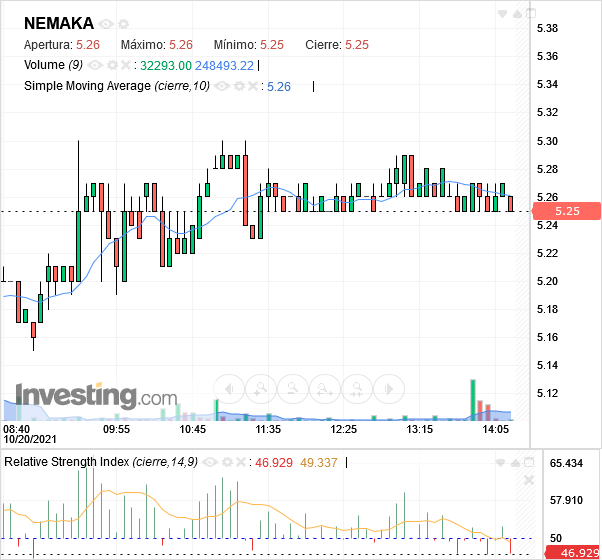 NEMAKA
Apertura: 5.26 Máximo: 5.26 Mínimo: 5.25 Cierre: 5.25
Volume (9) : 32293.00 248493.22
Simple Moving Average (cierre,10) : 5.26
5.38
5.36
5.34
5.32
5.30
5.28
5.26
5.25
5.24
5.22
5.20
5.18
5.16
5.14
5.12
Investing.com
08:40 09:55 10:45 11:35 12:25 13:15 14:05
10/20/2021
Relative Strength Index (cierre,14,9) : 46.929 49.337
65.434
57.910
50
46.929